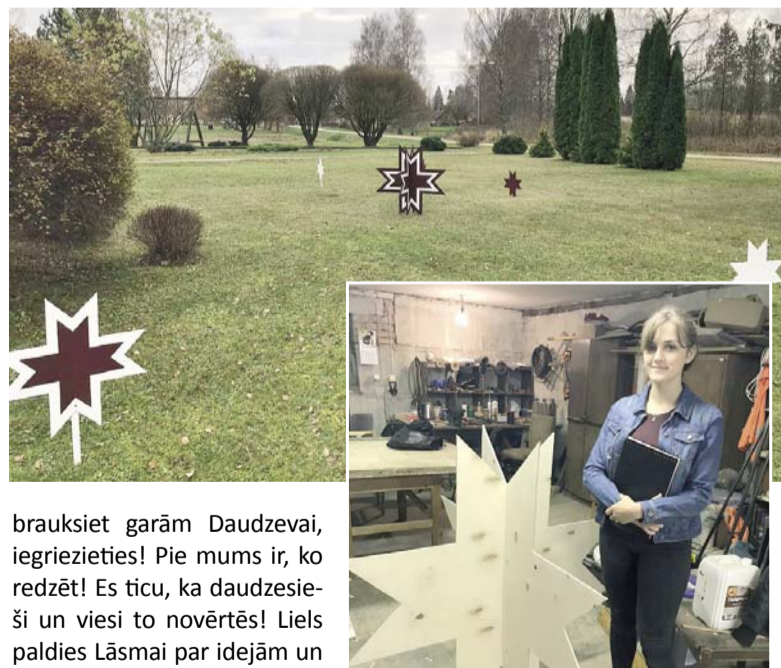 brauksiet garām Daudzevai,
iegriezieties! Pie mums ir, ko
redzēt! Es ticu, ka daudzesie-
ši un viesi to novērtēs! Liels
paldies Lāsmai par idejām un